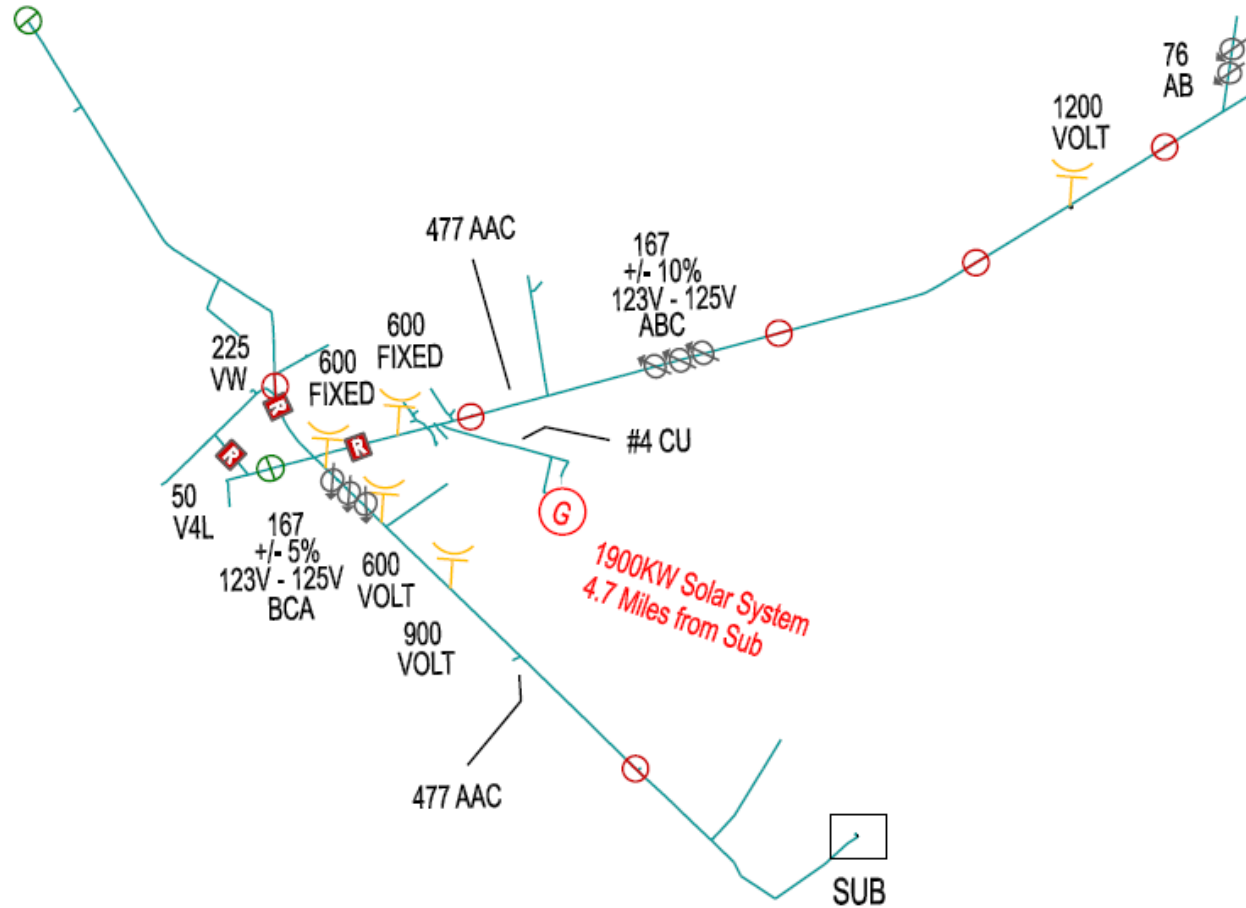 76
AB
1200
VOLT
477 AAC
167
+/- 10%
123V - 125V
ABC
600
FIXED
600
FIXED
225
VW
R
R
R
#4 CU
G
50
V4L
167
+/- 5%
123V - 125V
BCA
600
VOLT
900
VOLT
1900KW Solar System
4.7 Miles from Sub
477 AAC
SUB